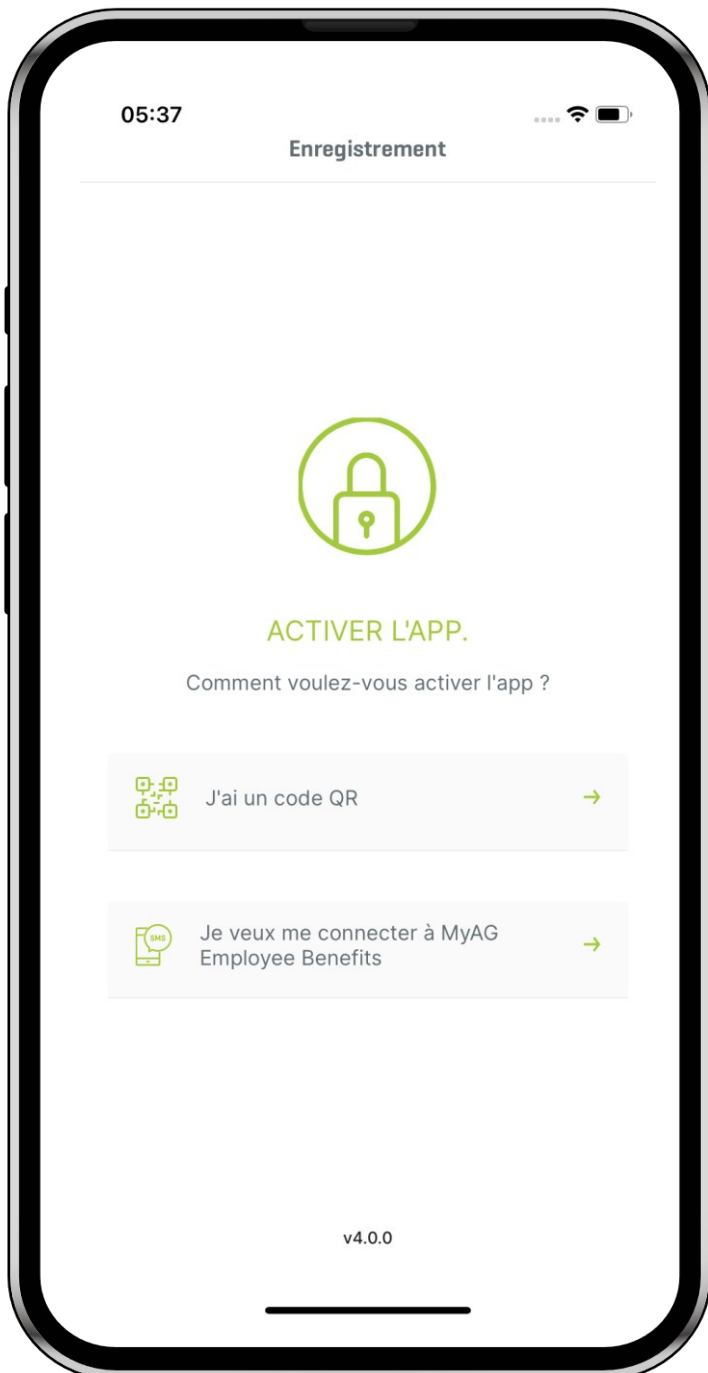 05:37
Enregistrement
ACTIVER L'APP.
Comment voulez-vous activer l'app ?
J'ai un code QR
SMS
Je veux me connecter à MyAG
Employee Benefits
v4.0.0